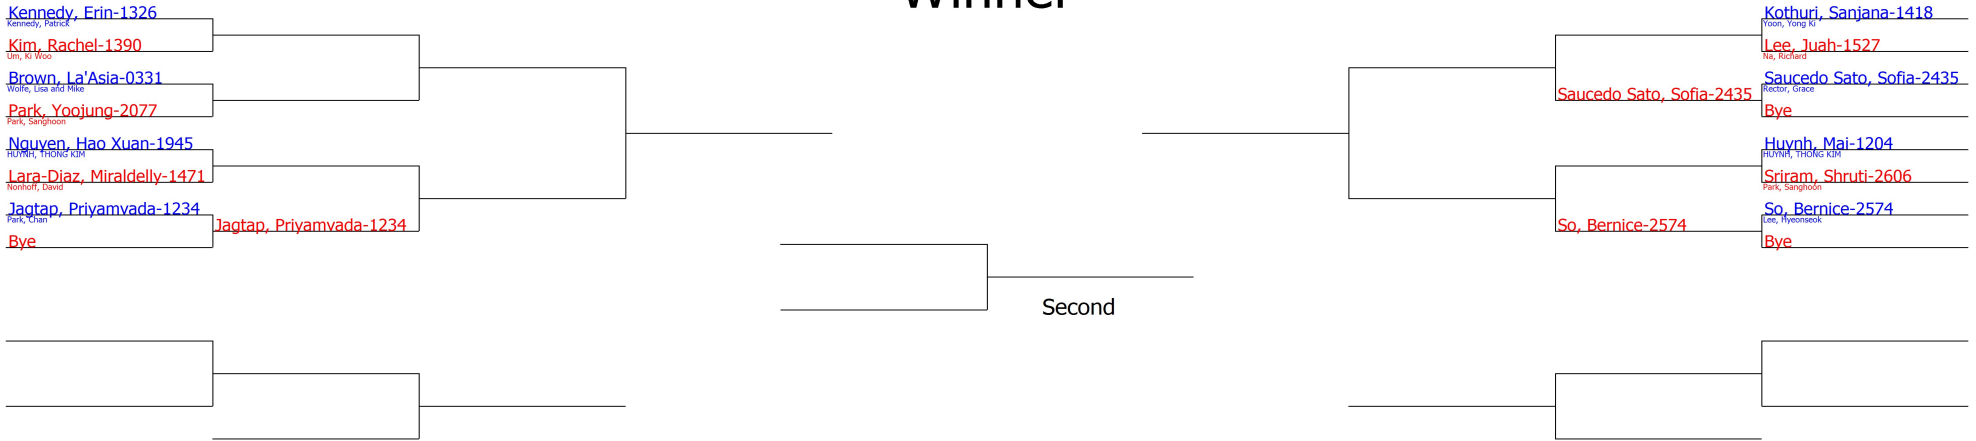 Winner
Kennedy, Erin-1326
Kennedy, Patrick
Kim, Rachel-1390
Um, Ki Woo
Brown, La'Asia-0331
Wolfe, Lisa and Mike
Park, Yoojung-2077
Park, Sanghoon
Nguyen, Hao Xuan-1945
HUYNH, THONG KIM
Lara-Diaz, Miraldelly-1471
Nonhoff, David
Jagtap, Priyamvada-1234
Park, Chan
Bye
Jagtap, Priyamvada-1234
Second
Saucedo Sato, Sofia-2435
So, Bernice-2574
Kothuri, Sanjana-1418
Yoon, Yong Ki
Lee, Juah-1527
Na, Richard
Saucedo Sato, Sofia-2435
Rector, Grace
Bye
Huynh, Mai-1204
HUYNH, THONG KIM
Sriram, Shruti-2606
Park, Sanghoon
So, Bernice-2574
Lee, Hyeonseok
Bye